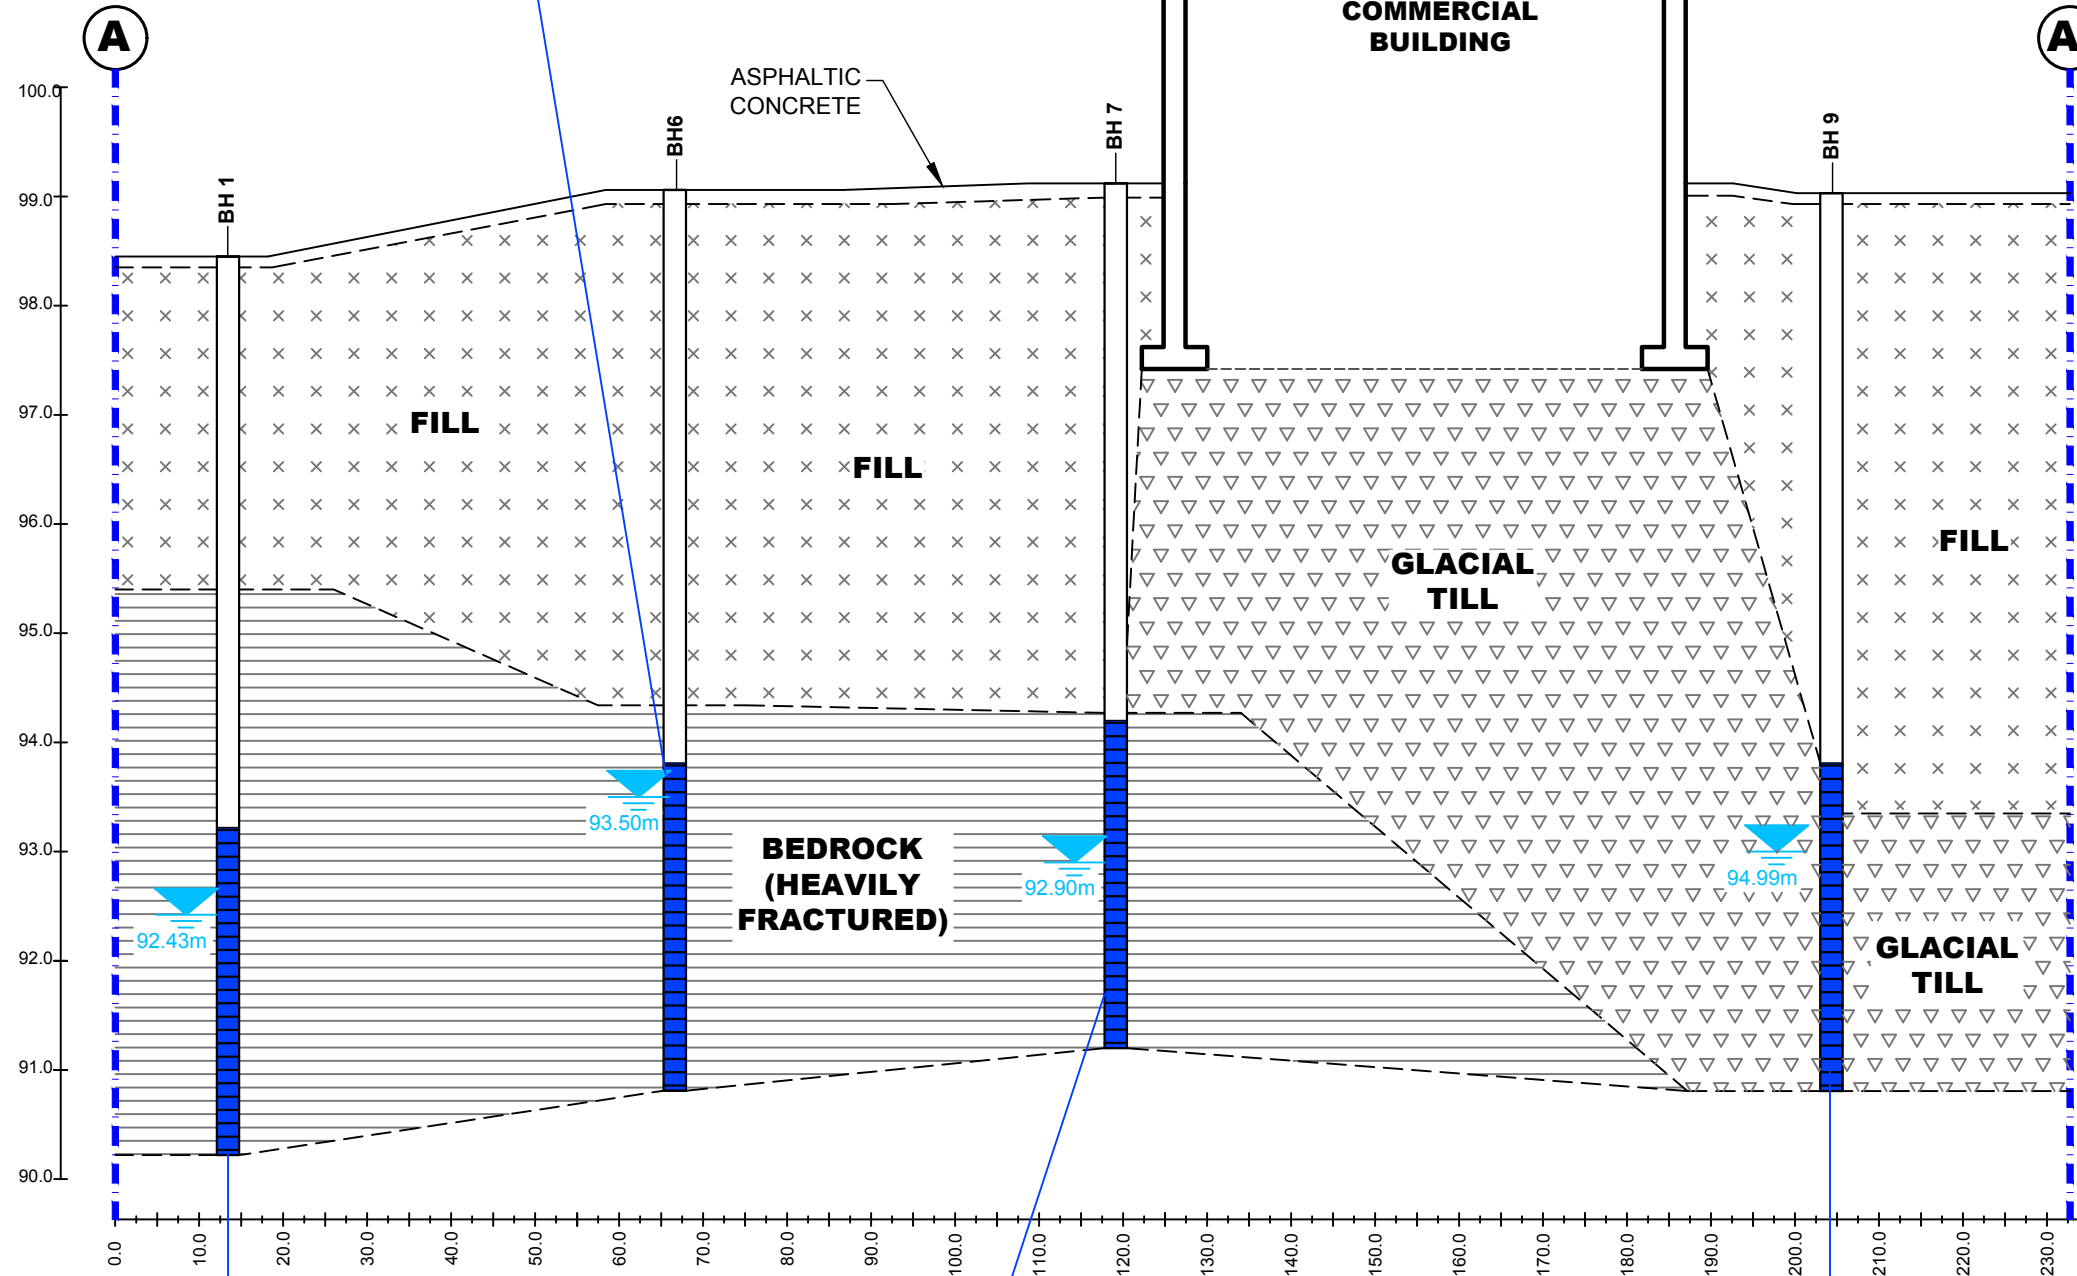 COMMERCIAL
BUILDING
A
A
ASPHALTIC
CONCRETE
100.0
99.0
98.0
97.0
96.0
95.0
94.0
93.0
92.0
91.0
90.0
BH 1
BH6
BH 7
BH 9
FILL
FILL
FILL
GLACIAL
TILL
93.50m
BEDROCK
(HEAVILY
FRACTURED)
92.90m
94.99m
92.43m
GLACIAL
TILL
0.0
10.0
20.0
30.0
40.0
50.0
60.0
70.0
80.0
90.0
100.0
110.0
120.0
130.0
140.0
150.0
160.0
170.0
180.0
190.0
200.0
210.0
220.0
230.0